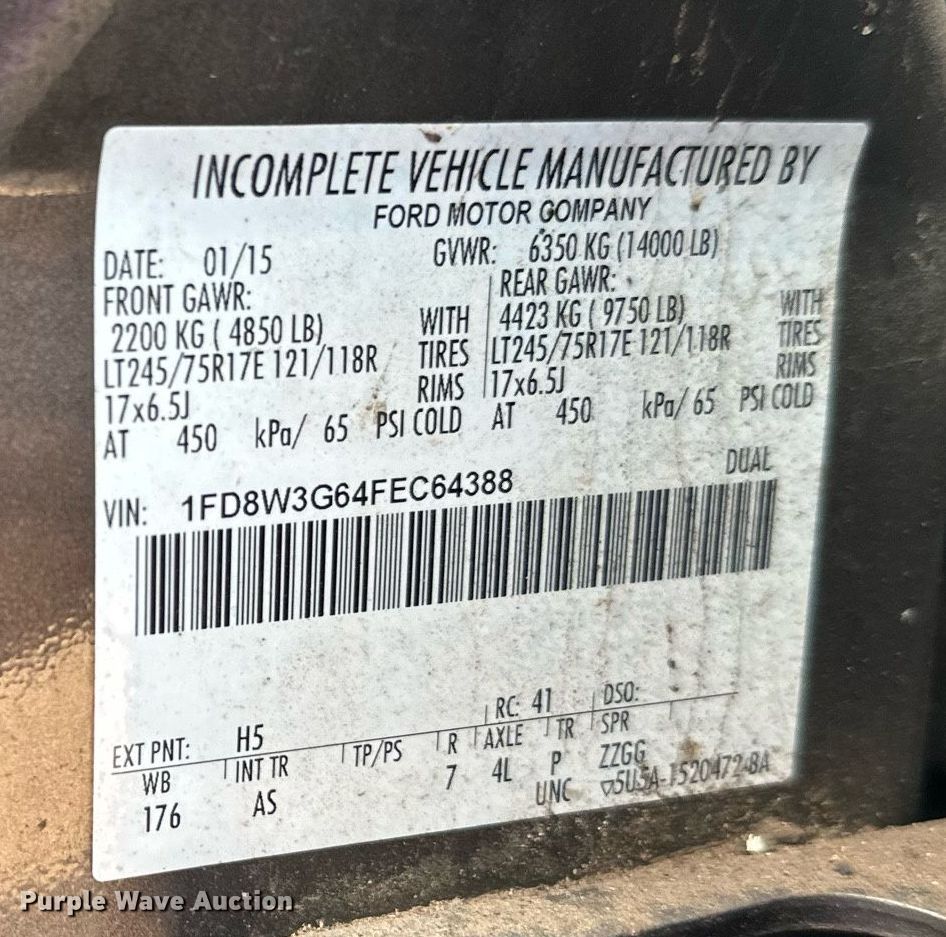 INCOMPLETE VEHICLE MANUFACTURED BY
FORD MOTOR COMPANY
DATE: 01/15 GVWR: 6350 KG (14000 LB)
FRONT GAWR: REAR GAWR:
2200 KG ( 4850 LB) WITH 4423 KG ( 9750 LB) WITH
LT245/75R17E 121/118R TIRES LT245/75R17E 121/118R TIRES
17x6.5J RIMS 17x6.5J RIMS
AT 450 kPa/ 65 PSI COLD AT 450 kPa/ 65 PSI COLD
DUAL
VIN: 1FD8W3G64FEC64388
EXT PNT: H5 RC: 41 DSO:
WB INT TR TP/PS R AXLE TR SPR
176 AS 7 4L P ZZGG
UNC 5U5A-1520472-BA
Purple Wave Auction